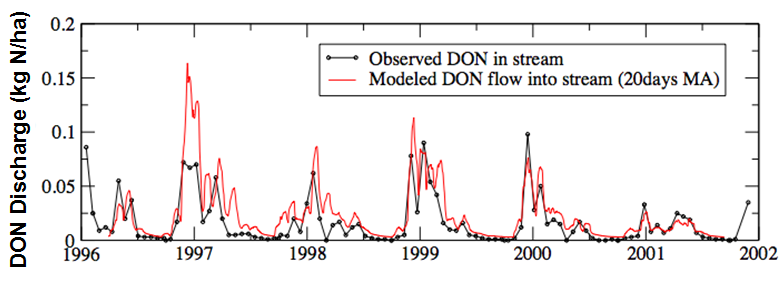 DON Discharge (kg N/ha)
0.2
0.15
0.1
0.05
0
Observed DON in stream
Modeled DON flow into stream (20days MA)
1996 1997 1998 1999 2000 2001 2002